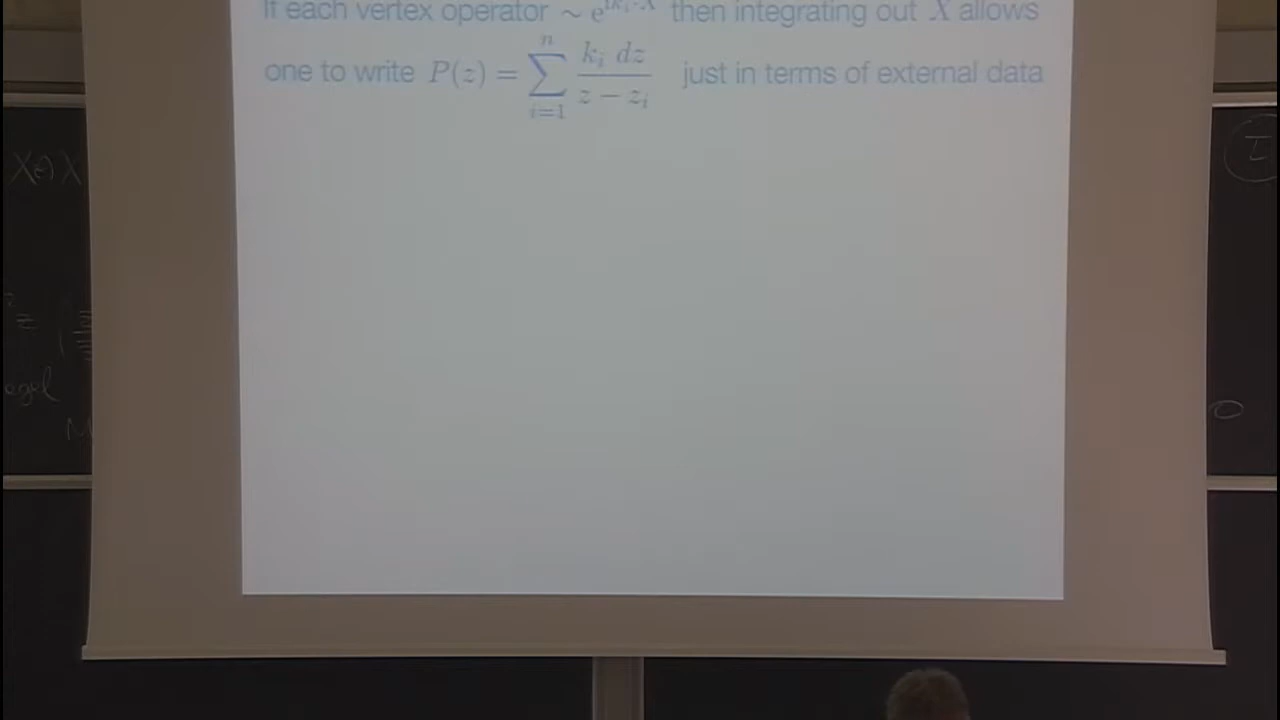 If each vertex operator ∼ e^{ik_i·X} then integrating out X allows
one to write P(z) = \sum_{i=1}^{n} \frac{k_i dz}{z − z_i} just in terms of external data